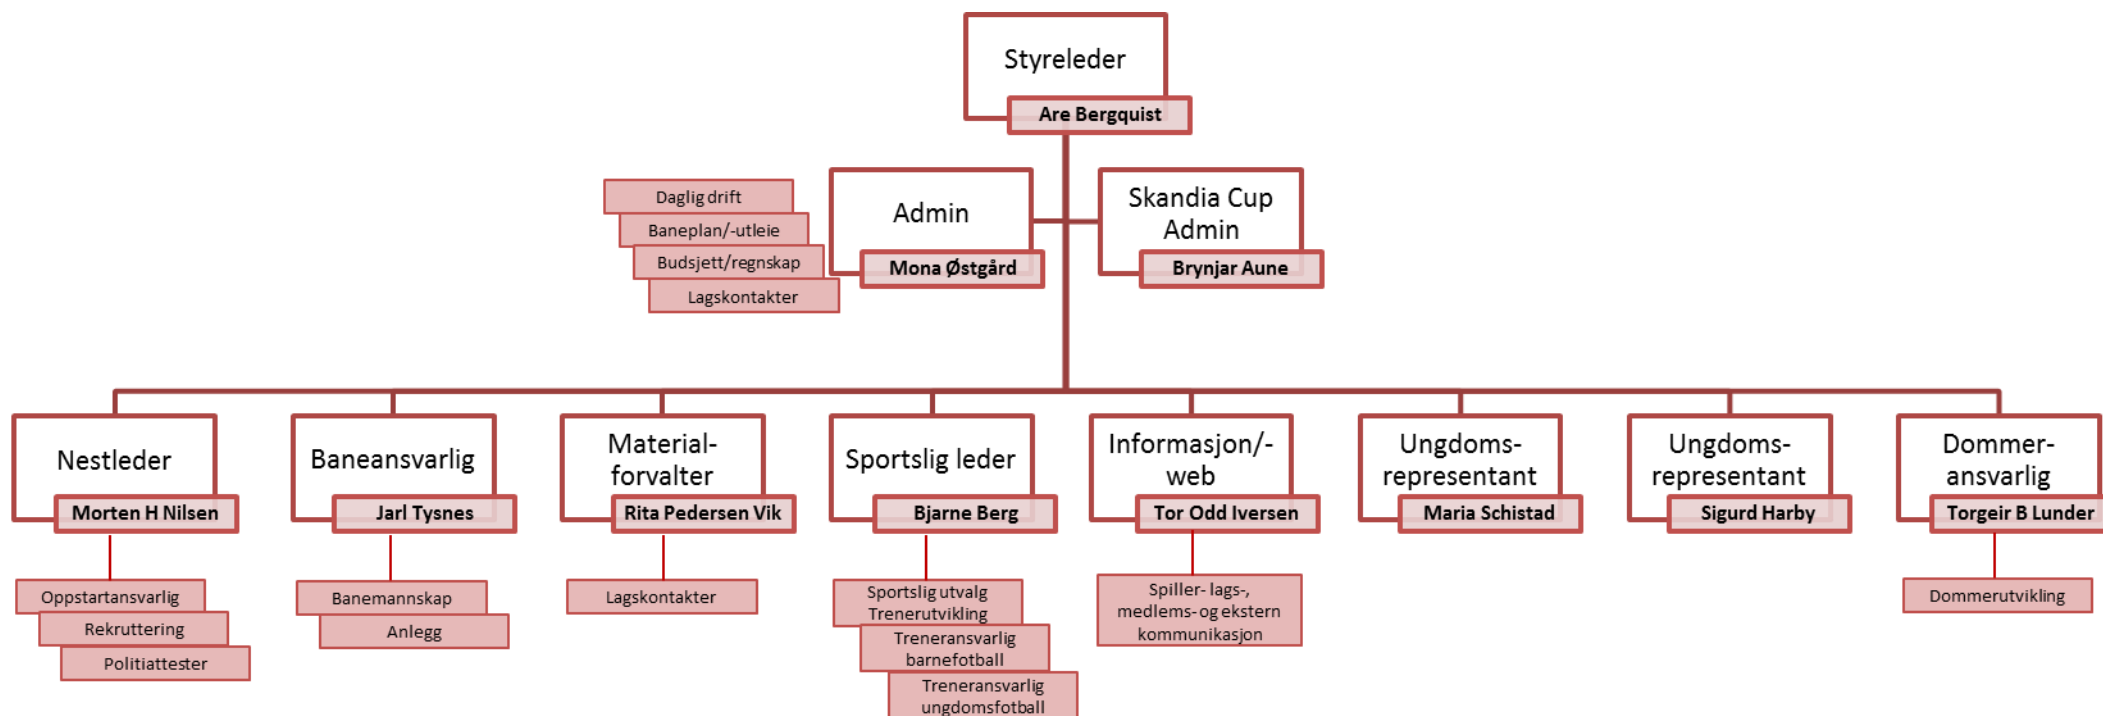 Styreleder
Are Bergquist
Daglig drift
Baneplan/-utleie
Budsjett/regnskap
Lagskontakter
Admin
Mona Østgård
Skandia Cup
Admin
Brynjar Aune
Nestleder
Morten H Nilsen
Oppstartansvarlig
Rekruttering
Politiattester
Baneansvarlig
Jarl Tysnes
Banemannskap
Anlegg
Material-
forvalter
Rita Pedersen Vik
Lagskontakter
Sportslig leder
Bjarne Berg
Sportslig utvalg
Trenerutvikling
Treneransvarlig
barnefotball
Treneransvarlig
ungdomsfotball
Informasjon/-
web
Tor Odd Iversen
Spiller- lags-,
medlems- og ekstern
kommunikasjon
Ungdoms-
representant
Maria Schistad
Ungdoms-
representant
Sigurd Harby
Dommer-
ansvarlig
Torgeir B Lunder
Dommerutvikling